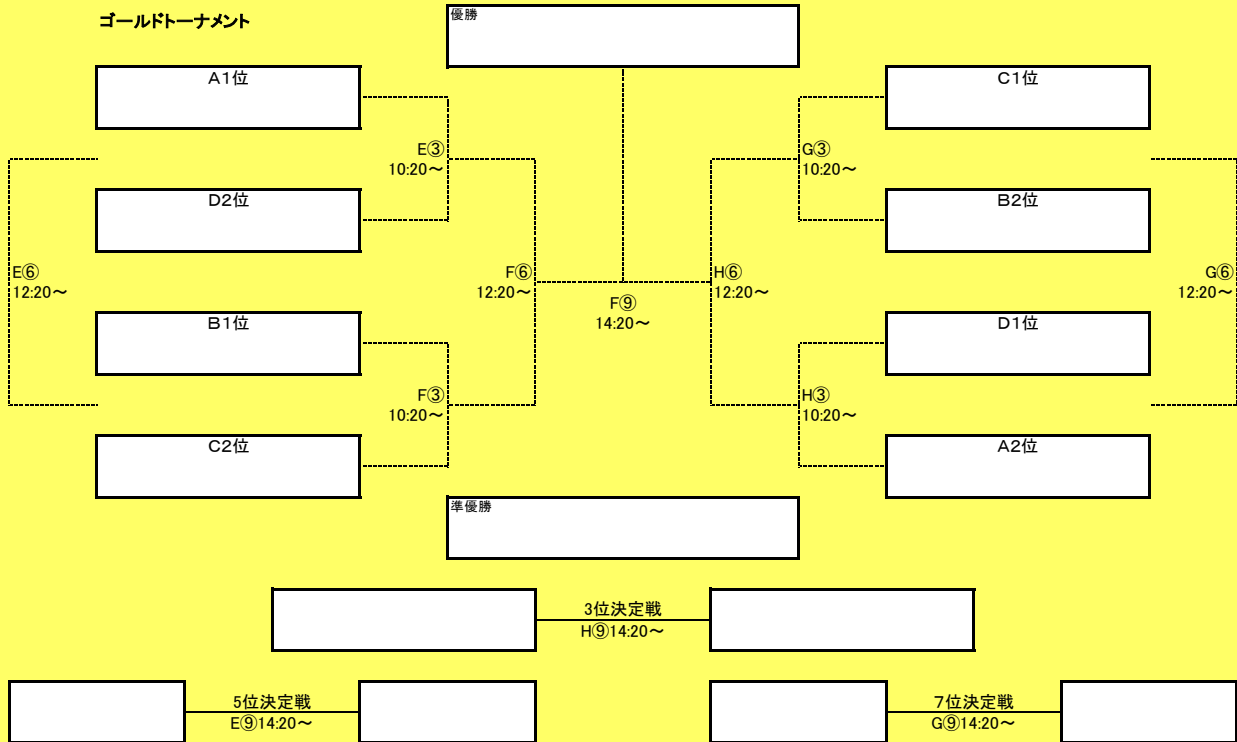 ゴールドトーナメント
優勝
A1位
C1位
E③
10:20～
G③
10:20～
D2位
B2位
E⑥
12:20～
F⑥
12:20～
F⑨
14:20～
H⑥
12:20～
G⑥
12:20～
B1位
D1位
F③
10:20～
H③
10:20～
C2位
A2位
準優勝
3位決定戦
H⑨14:20～
5位決定戦
E⑨14:20～
7位決定戦
G⑨14:20～